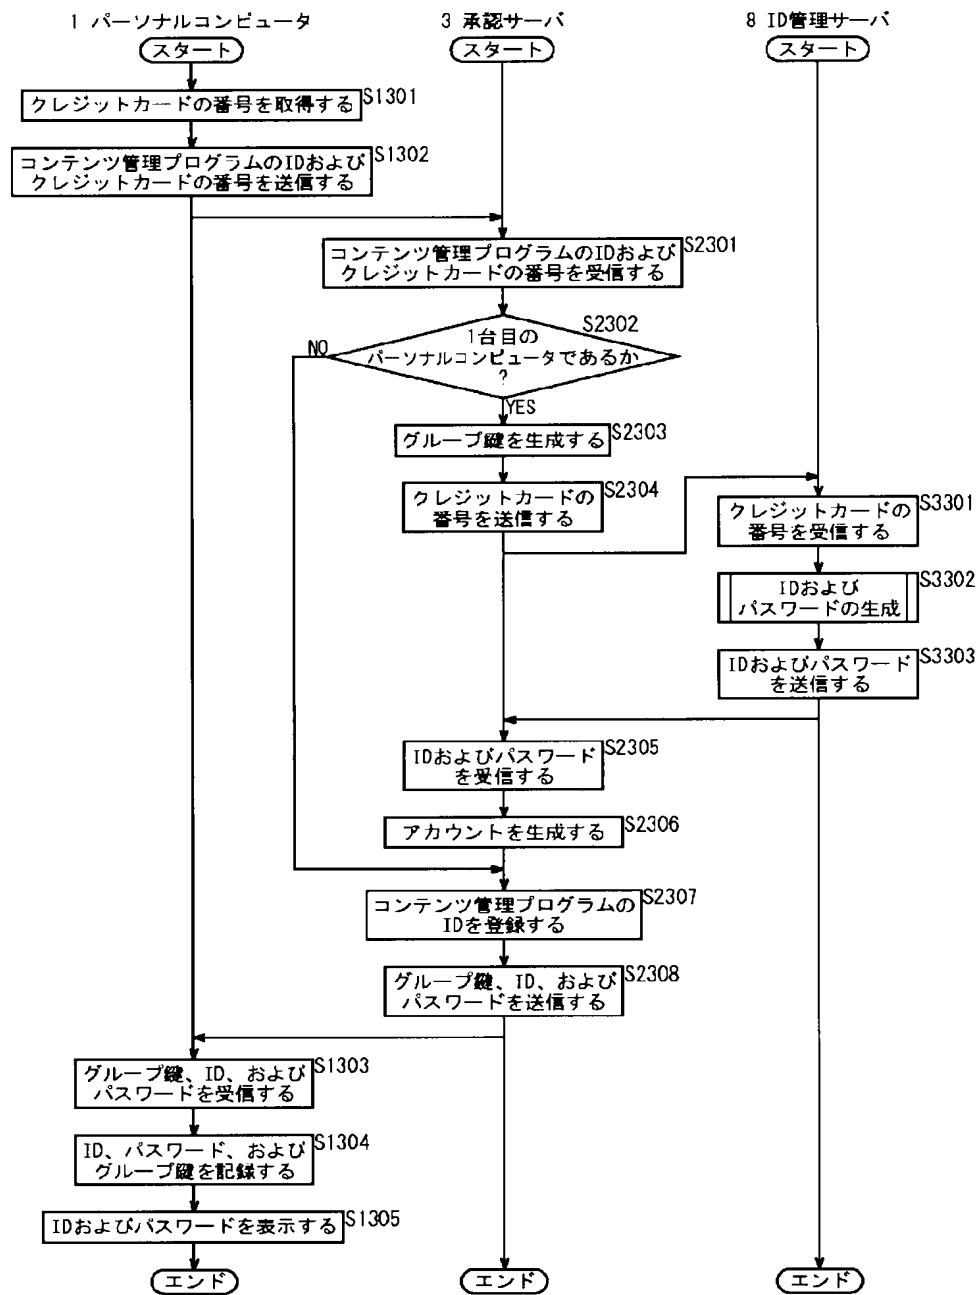 1 パーソナルコンピュータ
3 承認サーバ
8 ID管理サーバ
スタート
スタート
スタート
クレジットカードの番号を取得する
S1301
コンテンツ管理プログラムのIDおよび
クレジットカードの番号を送信する
S1302
コンテンツ管理プログラムのIDおよび
クレジットカードの番号を受信する
S2301
1台目の
パーソナルコンピュータであるか
?
S2302
NO
YES
グループ鍵を生成する
S2303
クレジットカードの
番号を送信する
S2304
クレジットカードの
番号を受信する
S3301
IDおよび
パスワードの生成
S3302
IDおよびパスワード
を送信する
S3303
IDおよびパスワード
を受信する
S2305
アカウントを生成する
S2306
コンテンツ管理プログラムの
IDを登録する
S2307
グループ鍵、ID、および
パスワードを送信する
S2308
グループ鍵、ID、および
パスワードを受信する
S1303
ID、パスワード、および
グループ鍵を記録する
S1304
IDおよびパスワードを表示する
S1305
エンド
エンド
エンド